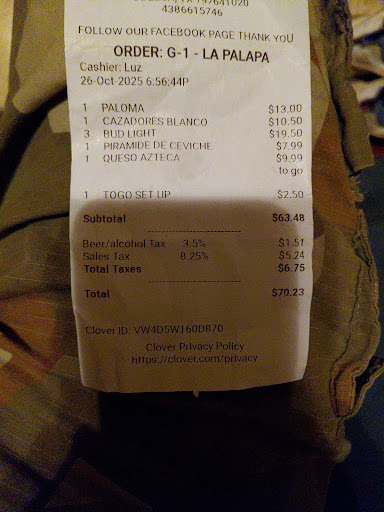 4386615746
FOLLOW OUR FACEBOOK PAGE THANK YOU
ORDER: G-1 - LA PALAPA
Cashier: Luz
26-Oct-2025 6:56:44P
1 PALOMA $13.00
1 CAZADORES BLANCO $10.50
3 BUD LIGHT $19.50
1 PIRAMIDE DE CEVICHE $7.99
1 QUESO AZTECA $9.99
to go
1 TOGO SET UP $2.50
Subtotal $63.48
Beer/alcohol Tax 3.5% $1.51
Sales Tax 8.25% $5.24
Total Taxes $6.75
Total $70.23
Clover ID: VW4D5W160D870
Clover Privacy Policy
https://clover.com/privacy